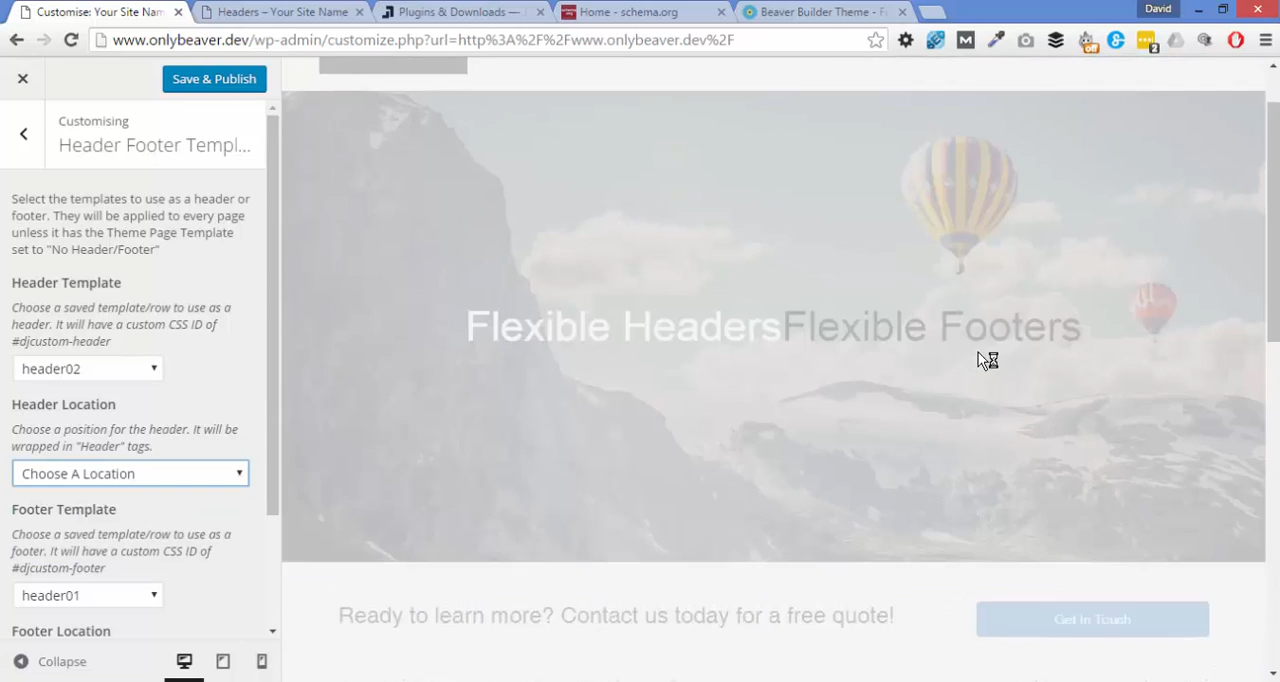 Customise: Your Site Nam
Headers – Your Site Name
Plugins & Downloads —
Home - schema.org
Beaver Builder Theme - F
David
www.onlybeaver.dev/wp-admin/customize.php?url=http%3A%2F%2Fwww.onlybeaver.dev%2F
M
off
2
Save & Publish
Customising
Header Footer Templ...
Select the templates to use as a header or
footer. They will be applied to every page
unless it has the Theme Page Template
set to "No Header/Footer"
Header Template
Choose a saved template/row to use as a
header. It will have a custom CSS ID of
#djcustom-header
header02
Header Location
Choose a position for the header. It will be
wrapped in "Header" tags.
Choose A Location
Footer Template
Choose a saved template/row to use as a
footer. It will have a custom CSS ID of
#djcustom-footer
header01
Footer Location
Collapse
Flexible HeadersFlexible Footers
Ready to learn more? Contact us today for a free quote!
Get In Touch